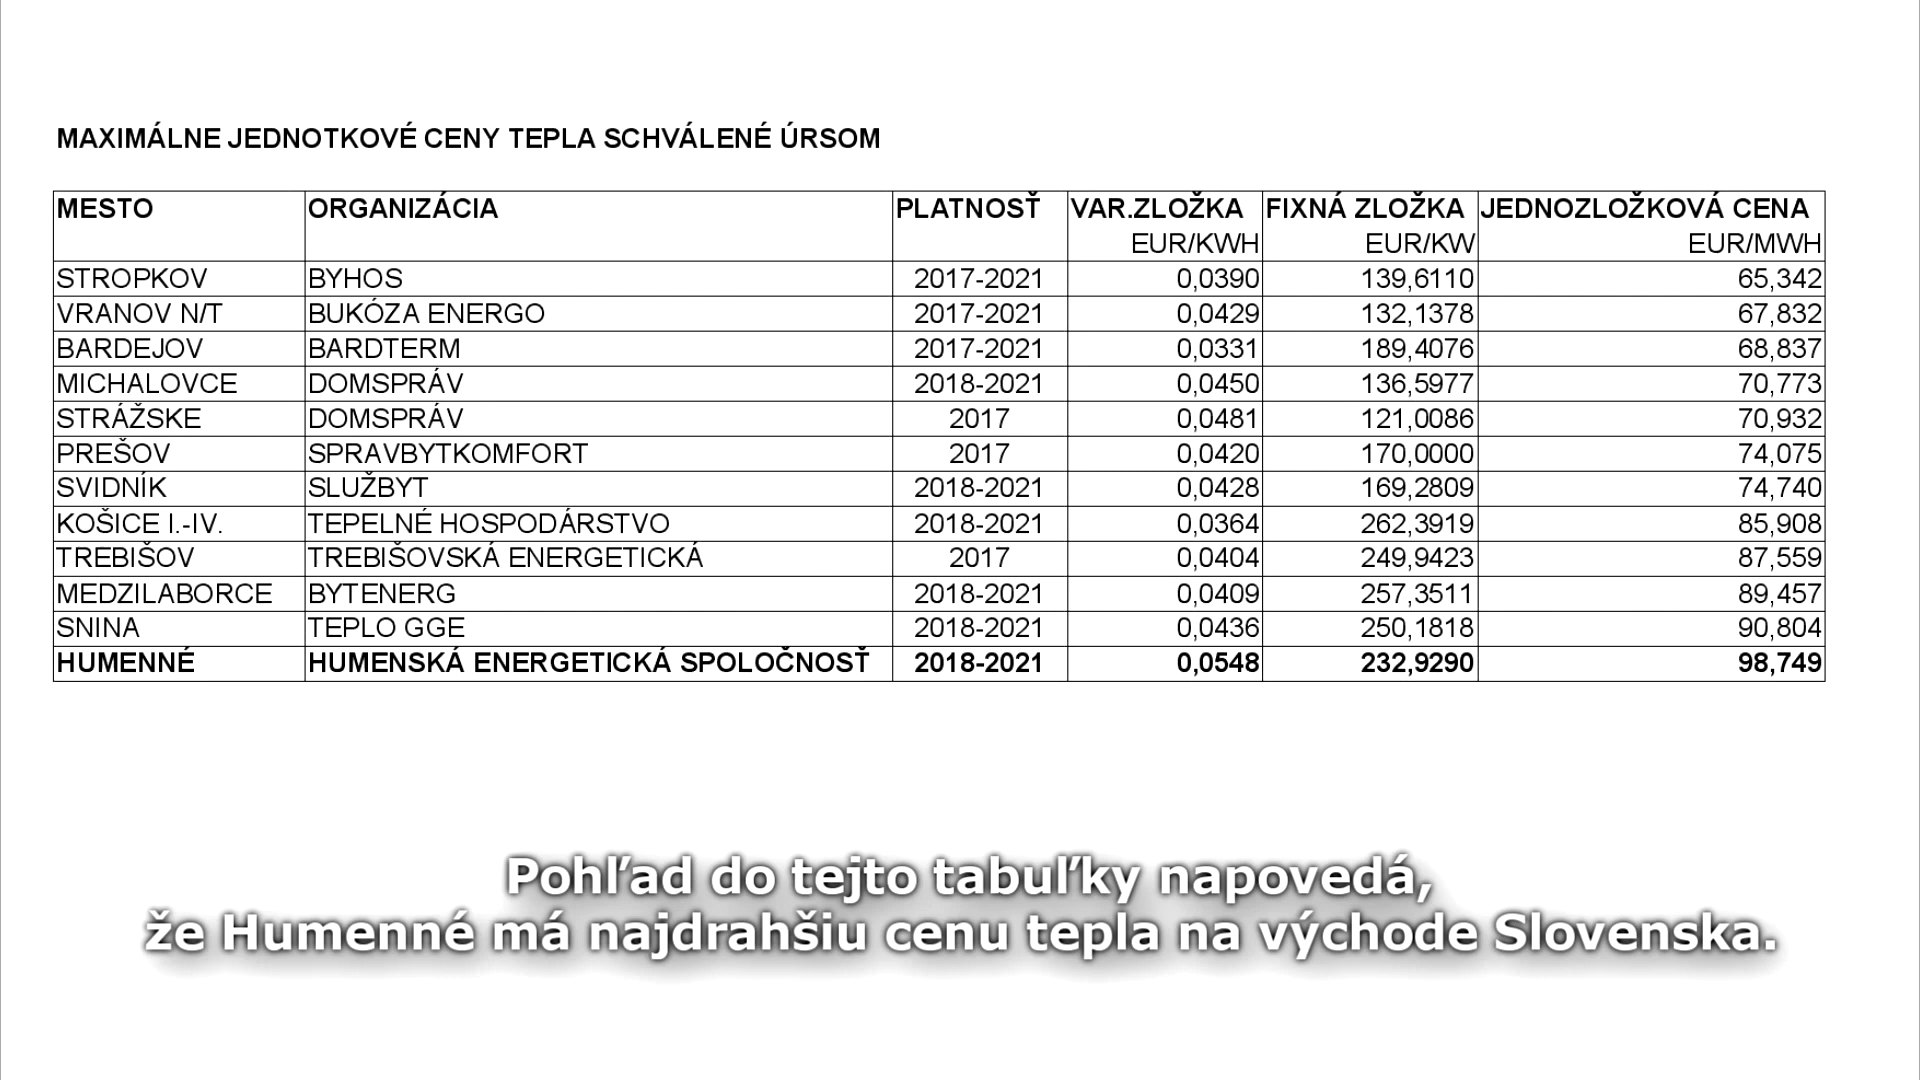 MAXIMÁLNE JEDNOTKOVÉ CENY TEPLA SCHVÁLENÉ ÚRSOM
MESTO ORGANIZÁCIA PLATNOSŤ VAR.ZLOŽKA FIXNÁ ZLOŽKA JEDNOZLOŽKOVÁ CENA
EUR/KWH EUR/KW EUR/MWH
STROPKOV BYHOS 2017-2021 0,0390 139,6110 65,342
VRANOV N/T BUKÓZA ENERGO 2017-2021 0,0429 132,1378 67,832
BARDEJOV BARDTERM 2017-2021 0,0331 189,4076 68,837
MICHALOVCE DOMSPRÁV 2018-2021 0,0450 136,5977 70,773
STRÁŽSKE DOMSPRÁV 2017 0,0481 121,0086 70,932
PREŠOV SPRAVBYTKOMFORT 2017 0,0420 170,0000 74,075
SVIDNÍK SLUŽBYT 2018-2021 0,0428 169,2809 74,740
KOŠICE I.-IV. TEPELNÉ HOSPODÁRSTVO 2018-2021 0,0364 262,3919 85,908
TREBIŠOV TREBIŠOVSKÁ ENERGETICKÁ 2017 0,0404 249,9423 87,559
MEDZILABORCE BYTENERG 2018-2021 0,0409 257,3511 89,457
SNINA TEPLO GGE 2018-2021 0,0436 250,1818 90,804
HUMENNÉ HUMENSKÁ ENERGETICKÁ SPOLOČNOSŤ 2018-2021 0,0548 232,9290 98,749
Pohľad do tejto tabuľky napovedá,
že Humenné má najdrahšiu cenu tepla na východe Slovenska.